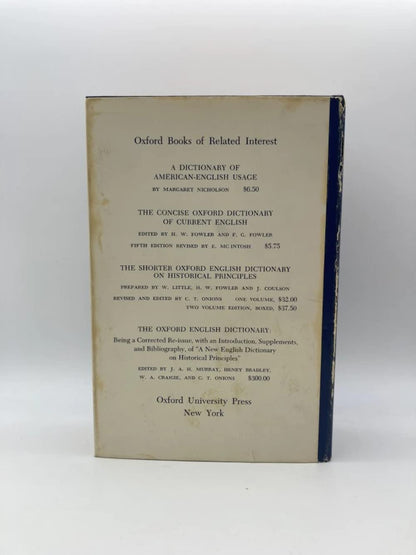 Oxford Books of Related Interest
A DICTIONARY OF
AMERICAN-ENGLISH USAGE
BY MARGARET NICHOLSON $6.50
THE CONCISE OXFORD DICTIONARY
OF CURRENT ENGLISH
EDITED BY H. W. FOWLER AND F. G. FOWLER
FIFTH EDITION REVISED BY E. MC INTOSH $5.75
THE SHORTER OXFORD ENGLISH DICTIONARY
ON HISTORICAL PRINCIPLES
PREPARED BY W. LITTLE, H. W. FOWLER AND J. COULSON
REVISED AND EDITED BY C. T. ONIONS ONE VOLUME, $32.00
TWO VOLUME EDITION, BOXED, $37.50
THE OXFORD ENGLISH DICTIONARY
Being a Corrected Re-issue, with an Introduction, Supplements,
and Bibliography, of "A New English Dictionary
on Historical Principles"
EDITED BY J. A. H. MURRAY, HENRY BRADLEY,
W. A. CRAIGIE, AND C. T. ONIONS $300.00
Oxford University Press
New York